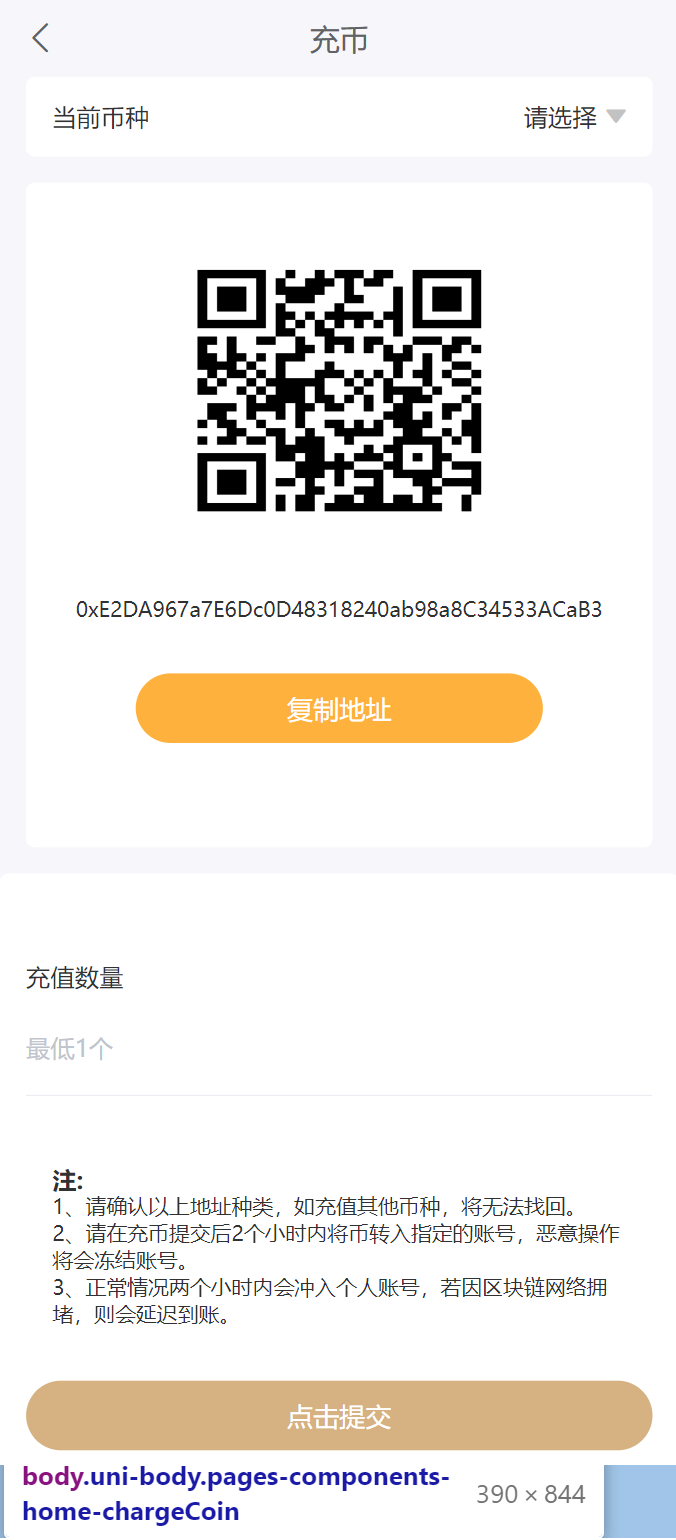 充币
当前币种 请选择
0xE2DA967a7E6Dc0D48318240ab98a8C34533ACaB3
复制地址
充值数量
最低1个
注:
1、请确认以上地址种类，如充值其他币种，将无法找回。
2、请在充币提交后2个小时内将币转入指定的账号，恶意操作
将会冻结账号。
3、正常情况两个小时内会冲入个人账号，若因区块链网络拥
堵，则会延迟到账。
点击提交
body.uni-body.pages-components-
home-chargeCoin
390 × 844